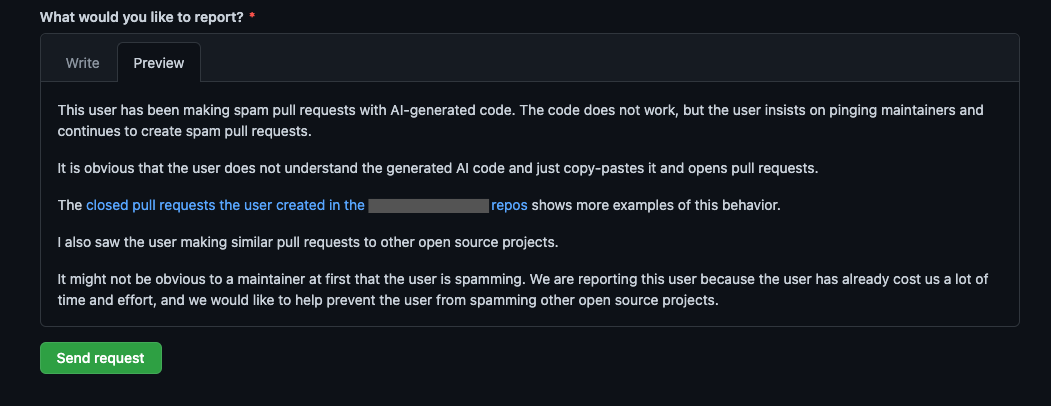 What would you like to report? *
Write Preview
This user has been making spam pull requests with AI-generated code. The code does not work, but the user insists on pinging maintainers and
continues to create spam pull requests.
It is obvious that the user does not understand the generated AI code and just copy-pastes it and opens pull requests.
The closed pull requests the user created in the repos shows more examples of this behavior.
I also saw the user making similar pull requests to other open source projects.
It might not be obvious to a maintainer at first that the user is spamming. We are reporting this user because the user has already cost us a lot of
time and effort, and we would like to help prevent the user from spamming other open source projects.
Send request